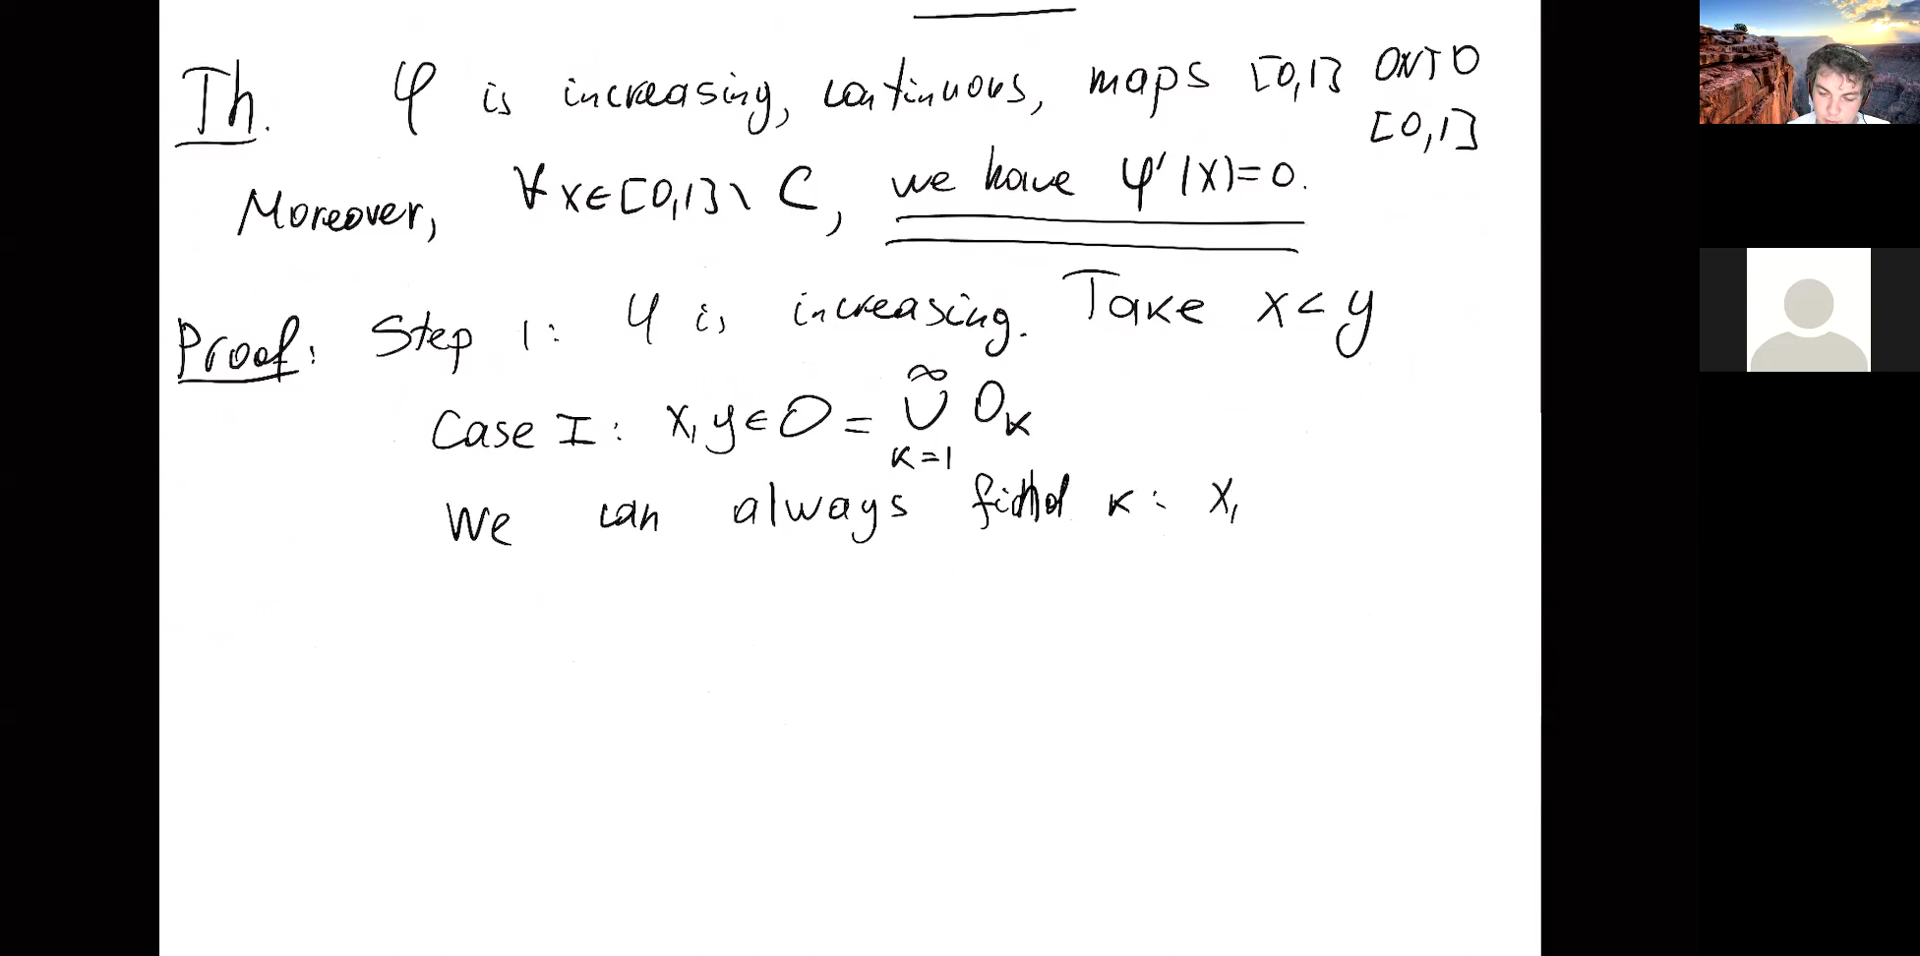 Th. φ is increasing, continuous, maps [0,1] ONTO
[0,1]
Moreover, ∀ x∈[0,1]∖C, we have φ'(x)=0.
Proof: Step 1: φ is increasing. Take x<y
Case I: x,y∈O = ∞⋃k=1 Oₖ
We can always find k: x,